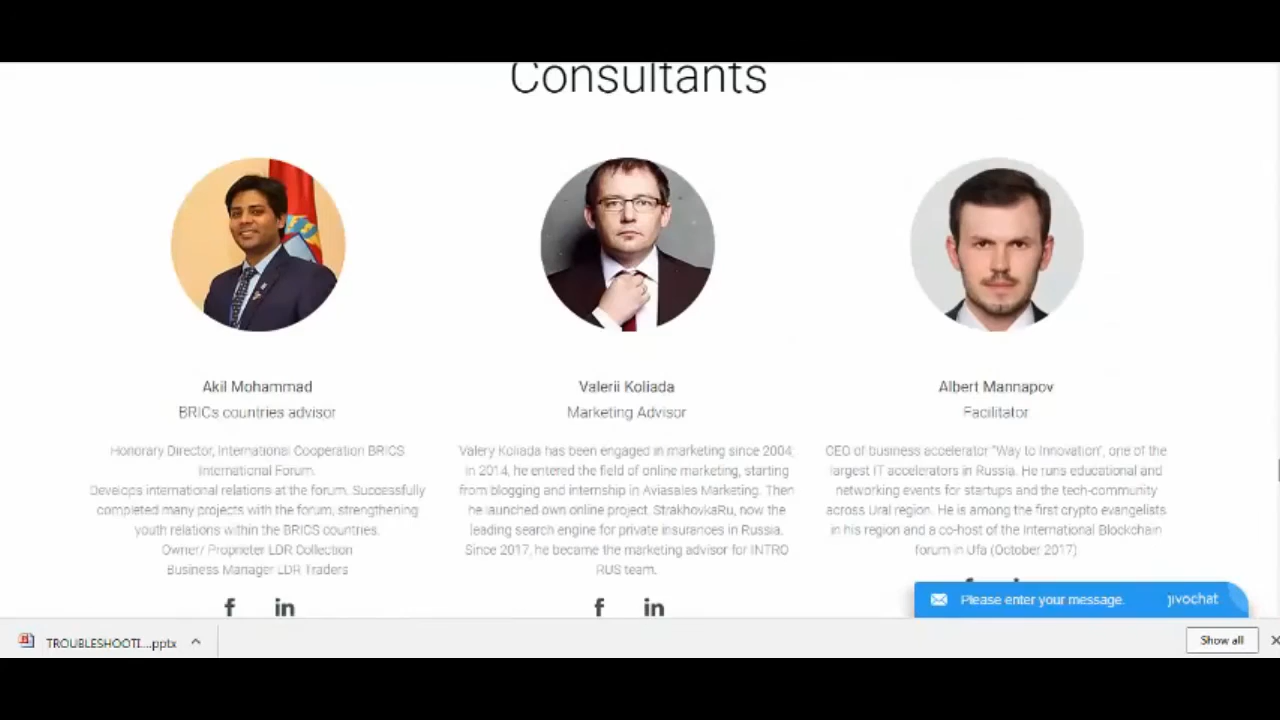 Consultants
Akil Mohammad
BRICs countries advisor
Honorary Director, International Cooperation BRICS
International Forum.
Develops international relations at the forum. Successfully
completed many projects with the forum, strengthening
youth relations within the BRICS countries.
Owner/ Proprieter LDR Collection
Business Manager LDR Traders
f in
Valerii Koliada
Marketing Advisor
Valery Koliada has been engaged in marketing since 2004;
in 2014, he entered the field of online marketing, starting
from blogging and internship in Aviasales Marketing. Then
he launched own online project, StrakhovkaRu, now the
leading search engine for private insurances in Russia.
Since 2017, he became the marketing advisor for INTRO
RUS team.
f in
Albert Mannapov
Facilitator
CEO of business accelerator "Way to Innovation", one of the
largest IT accelerators in Russia. He runs educational and
networking events for startups and the tech-community
across Ural region. He is among the first crypto evangelists
in his region and a co-host of the International Blockchain
forum in Ufa (October 2017)
Please enter your message. jivochat
TROUBLESHOOTI....pptx
Show all